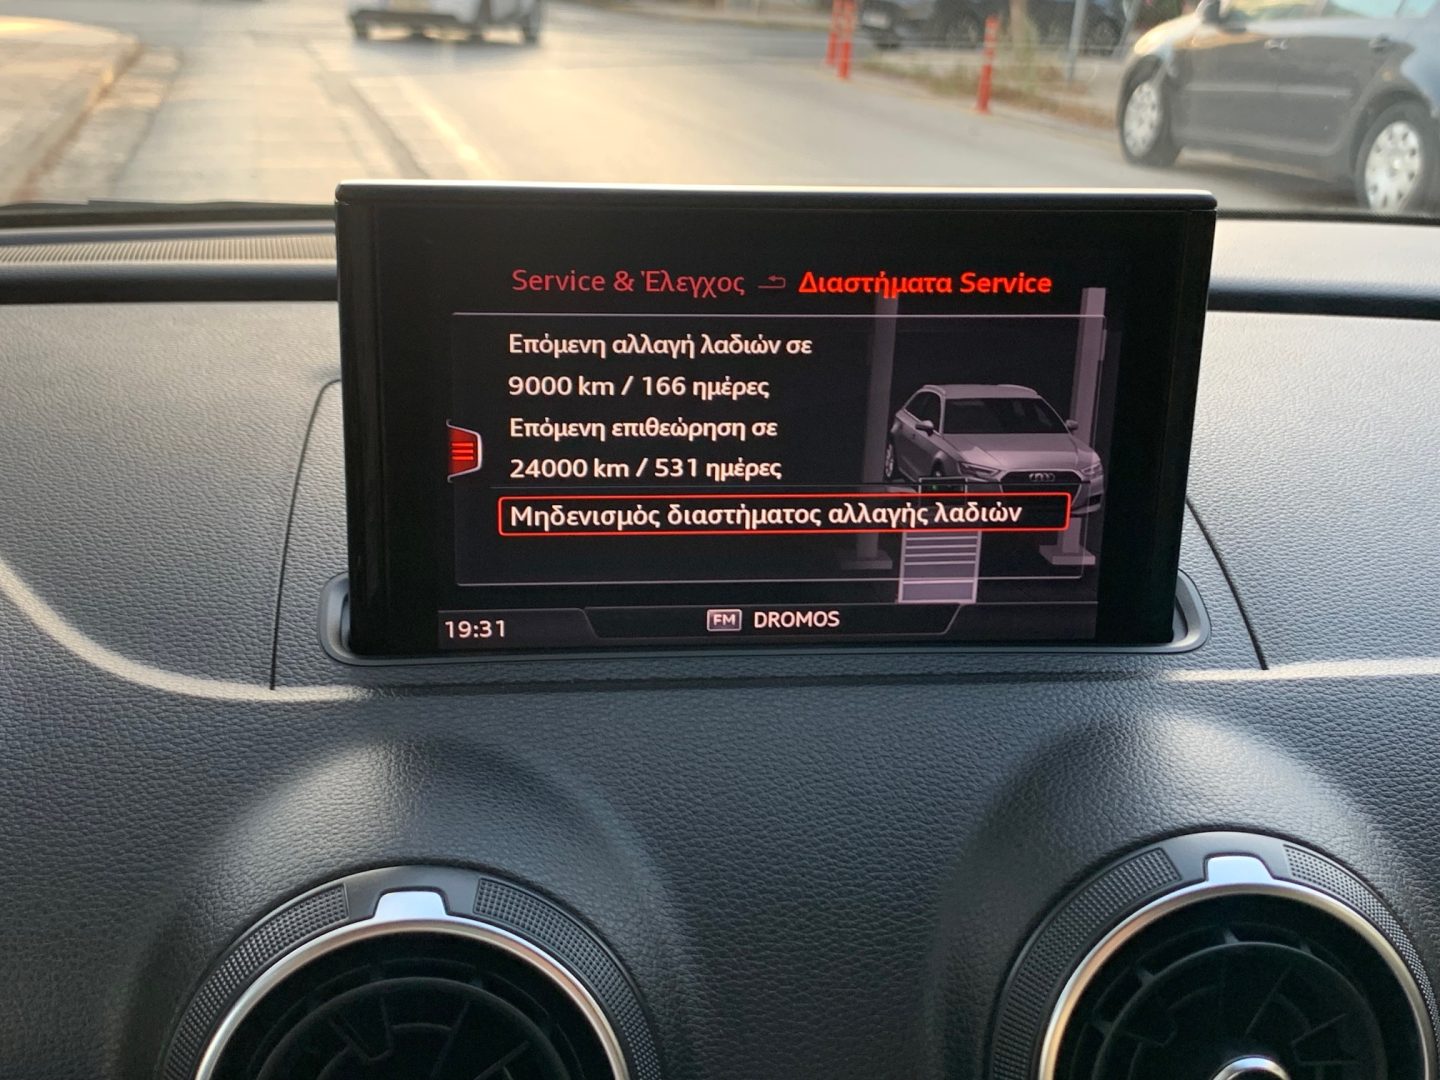 Service & Έλεγχος Διαστήματα Service
Επόμενη αλλαγή λαδιών σε
9000 km / 166 ημέρες
Επόμενη επιθεώρηση σε
24000 km / 531 ημέρες
Μηδενισμός διαστήματος αλλαγής λαδιών
19:31 FM DROMOS